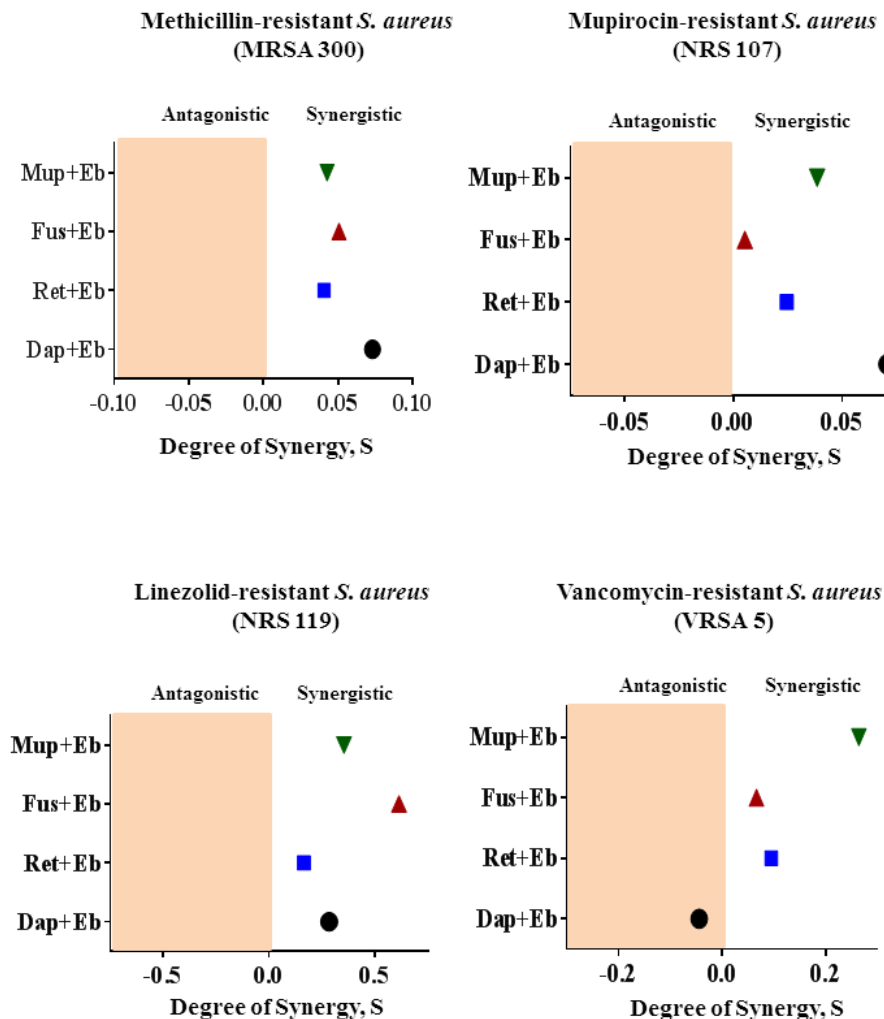 Methicillin-resistant S. aureus
(MRSA 300)
Antagonistic Synergistic
Mup+Eb
Fus+Eb
Ret+Eb
Dap+Eb
-0.10 -0.05 0.00 0.05 0.10
Degree of Synergy, S
Mupirocin-resistant S. aureus
(NRS 107)
Antagonistic Synergistic
Mup+Eb
Fus+Eb
Ret+Eb
Dap+Eb
-0.05 0.00 0.05
Degree of Synergy, S
Linezolid-resistant S. aureus
(NRS 119)
Antagonistic Synergistic
Mup+Eb
Fus+Eb
Ret+Eb
Dap+Eb
-0.5 0.0 0.5
Degree of Synergy, S
Vancomycin-resistant S. aureus
(VRSA 5)
Antagonistic Synergistic
Mup+Eb
Fus+Eb
Ret+Eb
Dap+Eb
-0.2 0.0 0.2
Degree of Synergy, S